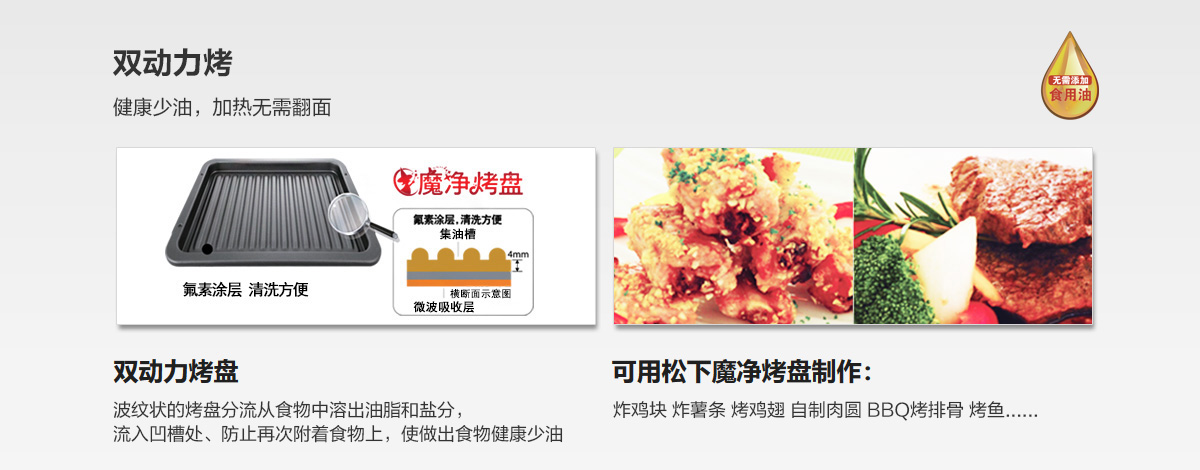 双动力烤
健康少油，加热无需翻面
无需添加
食用油
魔净烤盘
氟素涂层,清洗方便
集油槽
4mm
横断面示意图
微波吸收层
氟素涂层 清洗方便
双动力烤盘
波纹状的烤盘分流从食物中溶出油脂和盐分，
流入凹槽处、防止再次附着食物上，使做出食物健康少油
可用松下魔净烤盘制作：
炸鸡块 炸薯条 烤鸡翅 自制肉圆 BBQ烤排骨 烤鱼......